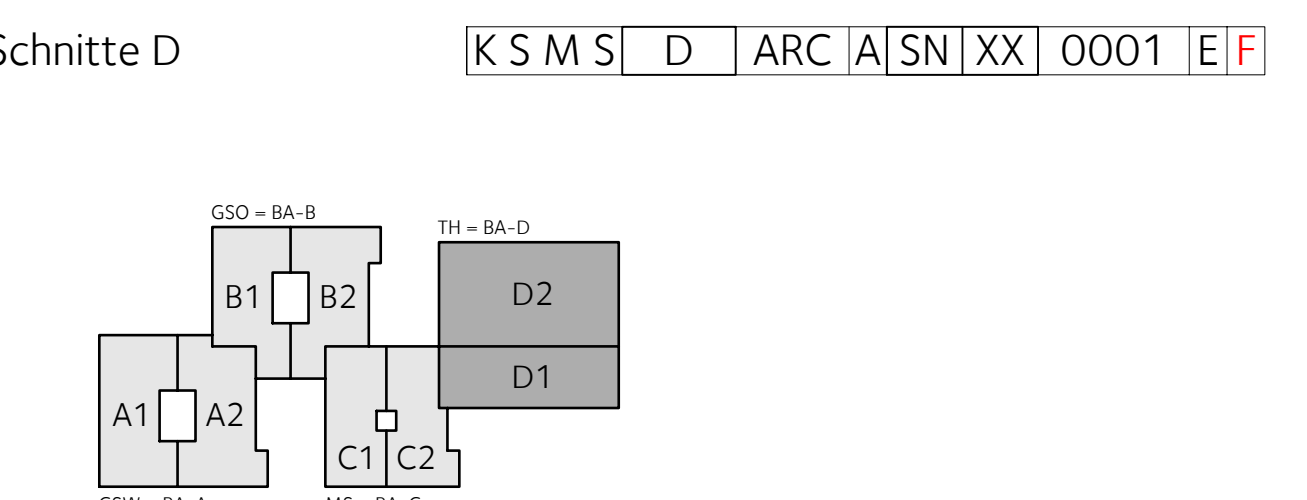 Schnitte D
K S M S D ARC A SN XX 0001 E F
GSO = BA-B
TH = BA-D
B1 B2 D2
D1
A1 A2
C1 C2